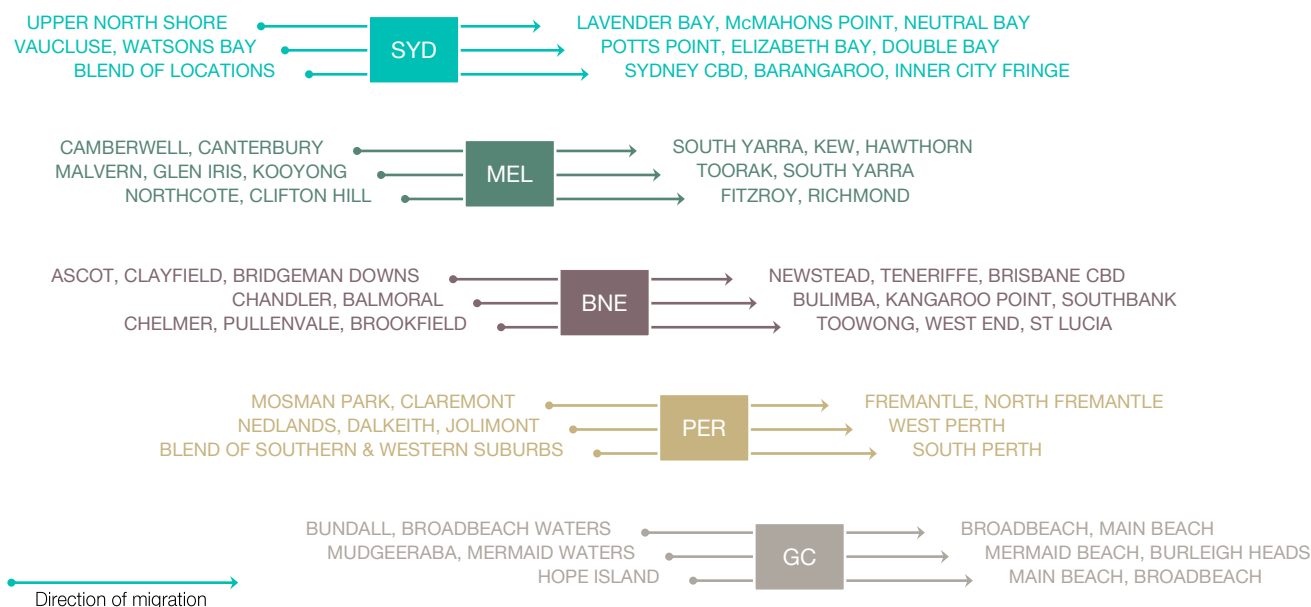 UPPER NORTH SHORE
VAUCLUSE, WATSONS BAY
BLEND OF LOCATIONS
SYD
LAVENDER BAY, McMAHONS POINT, NEUTRAL BAY
POTTS POINT, ELIZABETH BAY, DOUBLE BAY
SYDNEY CBD, BARANGAROO, INNER CITY FRINGE
CAMBERWELL, CANTERBURY
MALVERN, GLEN IRIS, KOOYONG
NORTHCOTE, CLIFTON HILL
MEL
SOUTH YARRA, KEW, HAWTHORN
TOORAK, SOUTH YARRA
FITZROY, RICHMOND
ASCOT, CLAYFIELD, BRIDGEMAN DOWNS
CHANDLER, BALMORAL
CHELMER, PULLENVALE, BROOKFIELD
BNE
NEWSTEAD, TENERIFFE, BRISBANE CBD
BULIMBA, KANGAROO POINT, SOUTHBANK
TOOWONG, WEST END, ST LUCIA
MOSMAN PARK, CLAREMONT
NEDLANDS, DALKEITH, JOLIMONT
BLEND OF SOUTHERN & WESTERN SUBURBS
PER
FREMANTLE, NORTH FREMANTLE
WEST PERTH
SOUTH PERTH
BUNDALL, BROADBEACH WATERS
MUDGEERABA, MERMAID WATERS
HOPE ISLAND
GC
BROADBEACH, MAIN BEACH
MERMAID BEACH, BURLEIGH HEADS
MAIN BEACH, BROADBEACH
Direction of migration